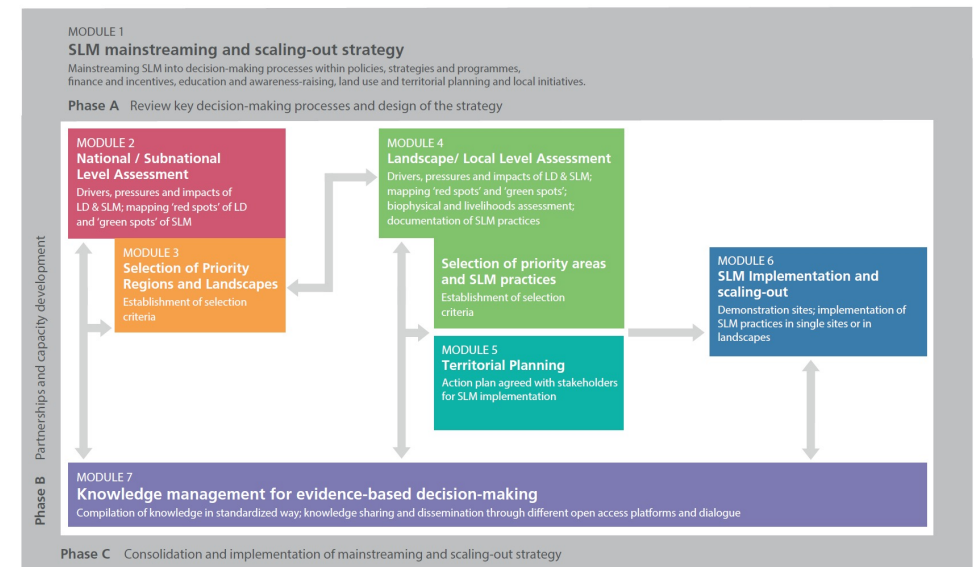 MODULE 1
SLM mainstreaming and scaling-out strategy
Mainstreaming SLM into decision-making processes within policies, strategies and programmes,
finance and incentives, education and awareness-raising, land use and territorial planning and local initiatives.
Phase A Review key decision-making processes and design of the strategy
MODULE 2
National / Subnational
Level Assessment
Drivers, pressures and impacts of
LD & SLM; mapping ‘red spots’ of LD
and ‘green spots’ of SLM
MODULE 3
Selection of Priority
Regions and Landscapes
Establishment of selection
criteria
MODULE 4
Landscape/ Local Level Assessment
Drivers, pressures and impacts of LD & SLM;
mapping ‘red spots’ and ‘green spots’;
biophysical and livelihoods assessment;
documentation of SLM practices
Selection of priority areas
and SLM practices
Establishment of selection
criteria
MODULE 5
Territorial Planning
Action plan agreed with stakeholders
for SLM implementation
MODULE 6
SLM Implementation and
scaling-out
Demonstration sites; implementation of
SLM practices in single sites or in
landscapes
MODULE 7
Knowledge management for evidence-based decision-making
Compilation of knowledge in standardized way; knowledge sharing and dissemination through different open access platforms and dialogue
Phase B Partnerships and capacity development
Phase C Consolidation and implementation of mainstreaming and scaling-out strategy